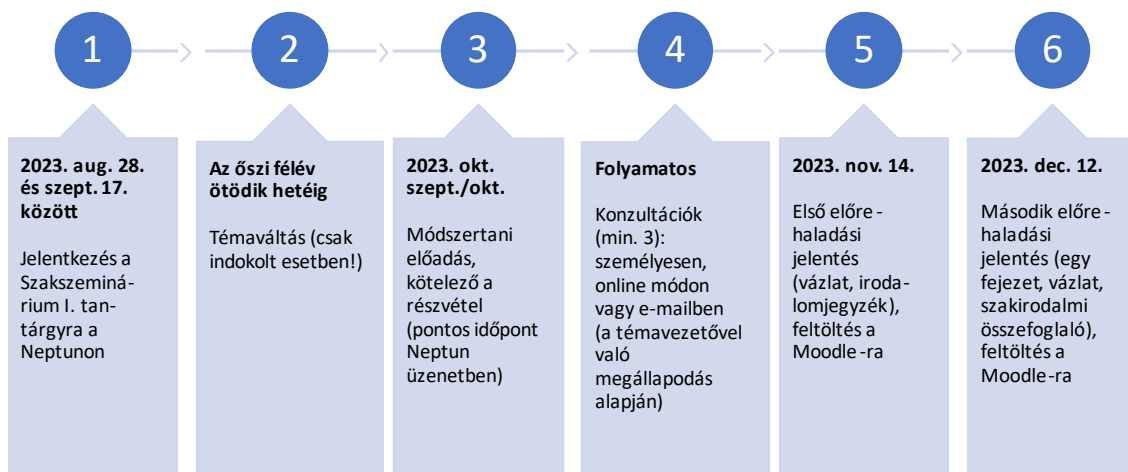 1
2
3
4
5
6
2023. aug. 28.
és szept. 17.
között
Jelentkezés a
Szakszeminá-
rium I. tan-
tárgyra a
Neptunon
Az őszi félév
ötödik hetéig
Témaváltás (csak
indokolt esetben!)
2023. okt.
szept./okt.
Módszertani
előadás,
kötelező a
részvétel
(pontos időpont
Neptun
üzenetben)
Folyamatos
Konzultációk
(min. 3):
személyesen,
online módon
vagy e-mailben
(a témavezetővel
való
megállapodás
alapján)
2023. nov. 14.
Első előre-
haladási
jelentés
(vázlat, iroda-
lomjegyzék),
feltöltés a
Moodle-ra
2023. dec. 12.
Második előre-
haladási
jelentés (egy
fejezet, vázlat,
szakirodalmi
összefoglaló),
feltöltés a
Moodle-ra